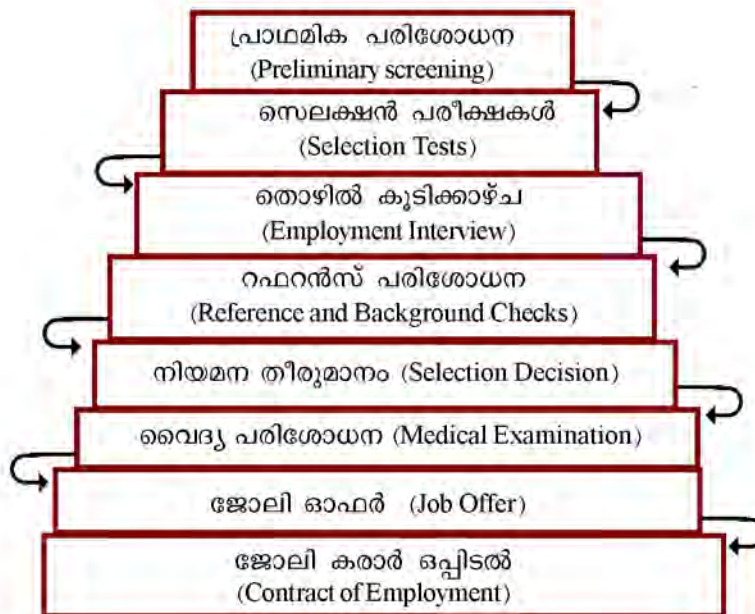 പ്രാഥമിക പരിശോധന
(Preliminary screening)
സെലക്ഷൻ പരീക്ഷകൾ
(Selection Tests)
തൊഴിൽ കൂടിക്കാഴ്ച
(Employment Interview)
റഫറൻസ് പരിശോധന
(Reference and Background Checks)
നിയമന തീരുമാനം (Selection Decision)
വൈദ്യ പരിശോധന (Medical Examination)
ജോലി ഓഫർ (Job Offer)
ജോലി കരാർ ഒപ്പിടൽ
(Contract of Employment)